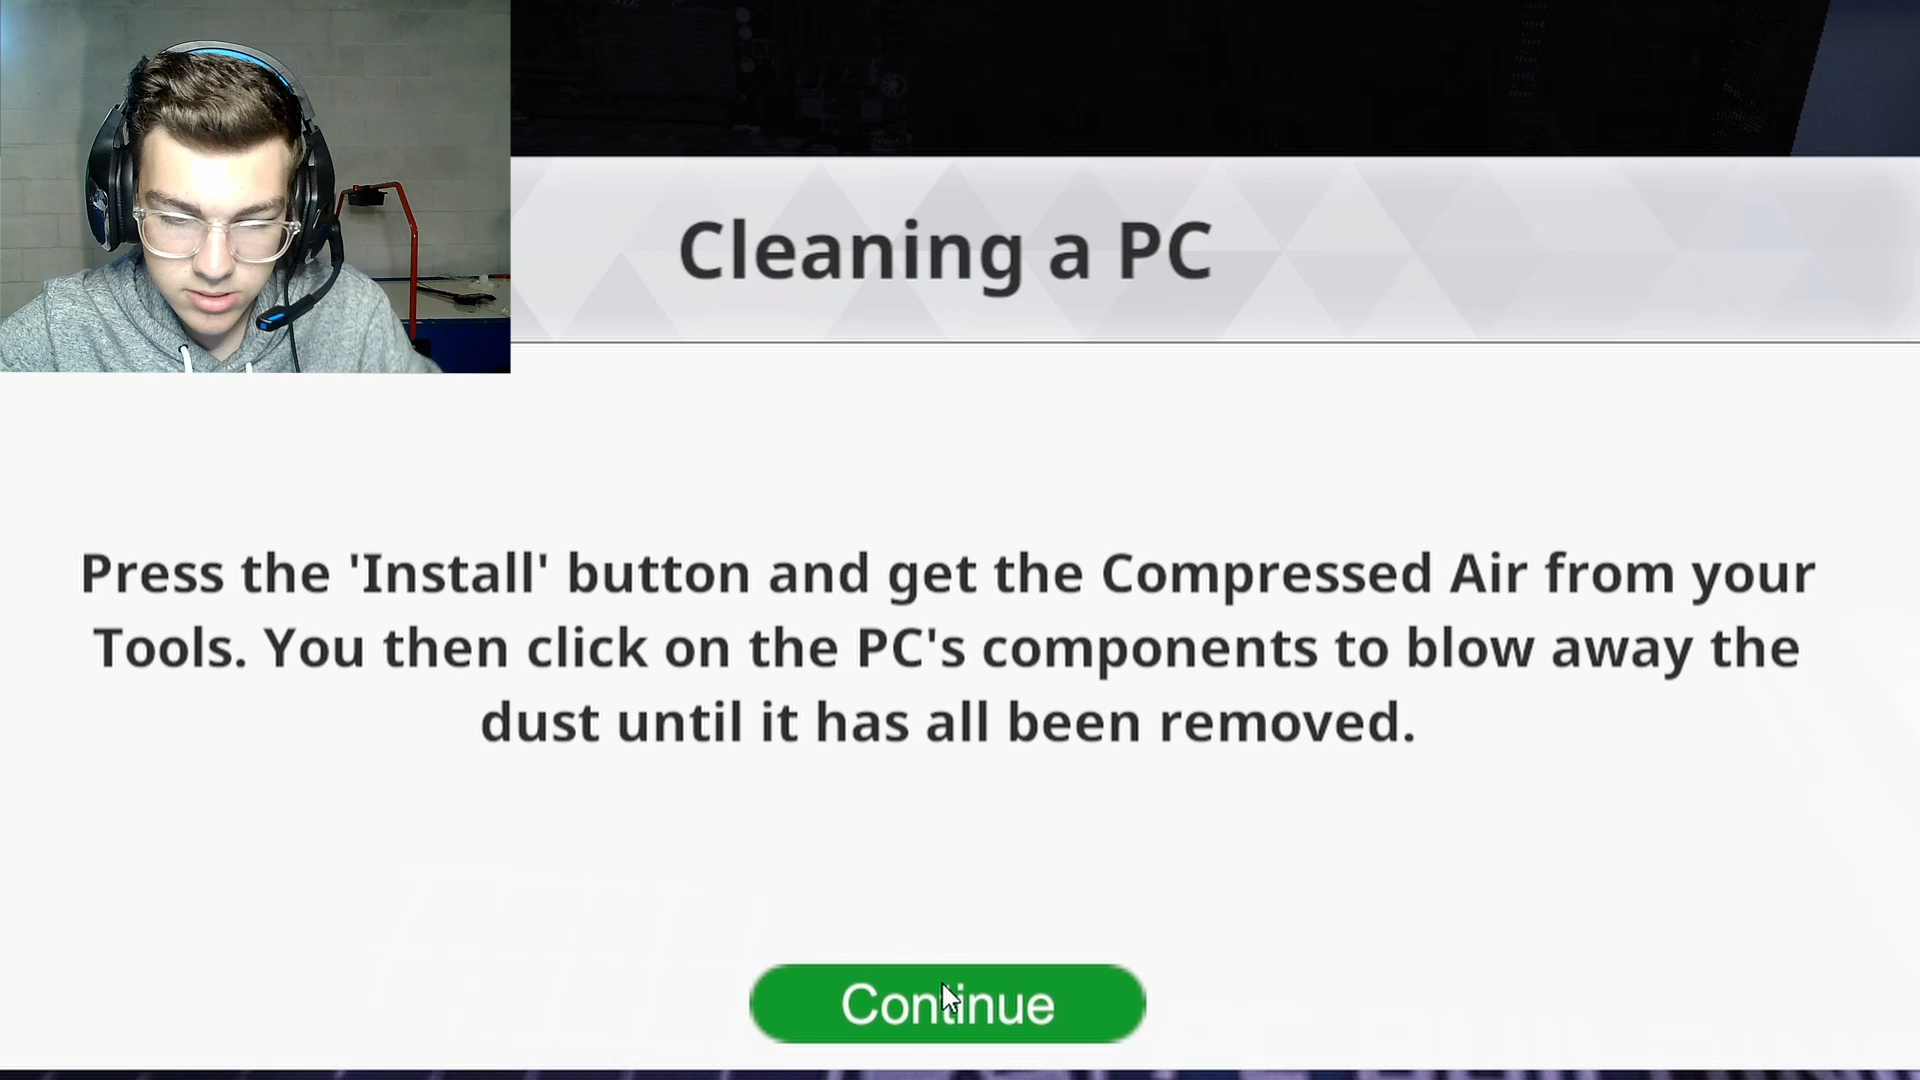 Cleaning a PC
Press the 'Install' button and get the Compressed Air from your
Tools. You then click on the PC's components to blow away the
dust until it has all been removed.
Continue